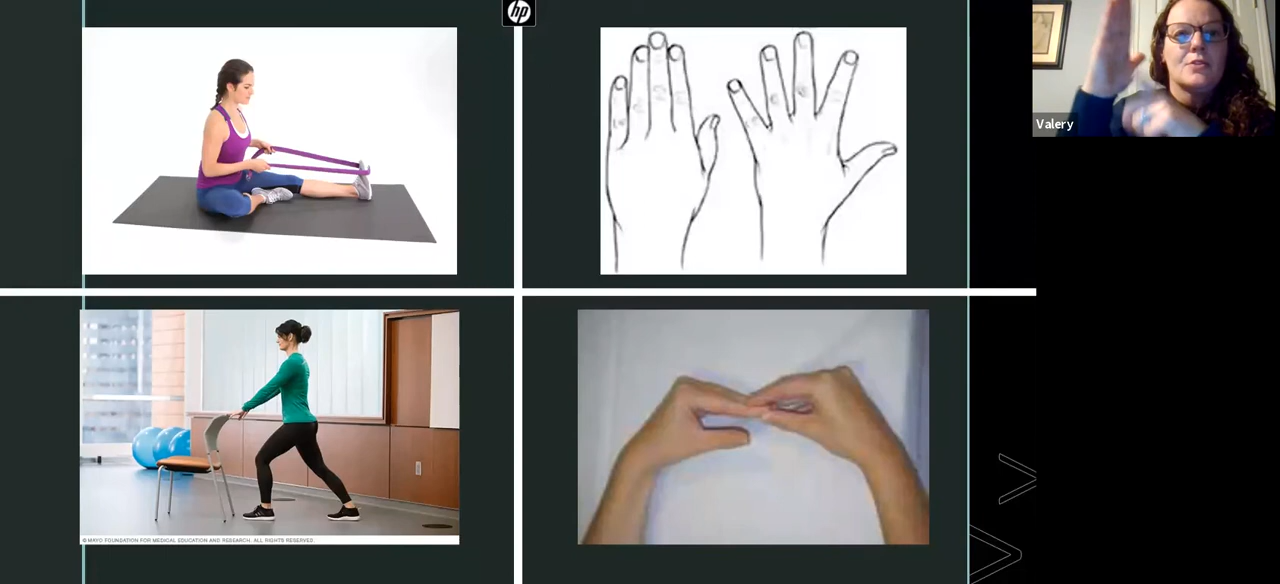 hp
Valery
© MAYO FOUNDATION FOR MEDICAL EDUCATION AND RESEARCH. ALL RIGHTS RESERVED.